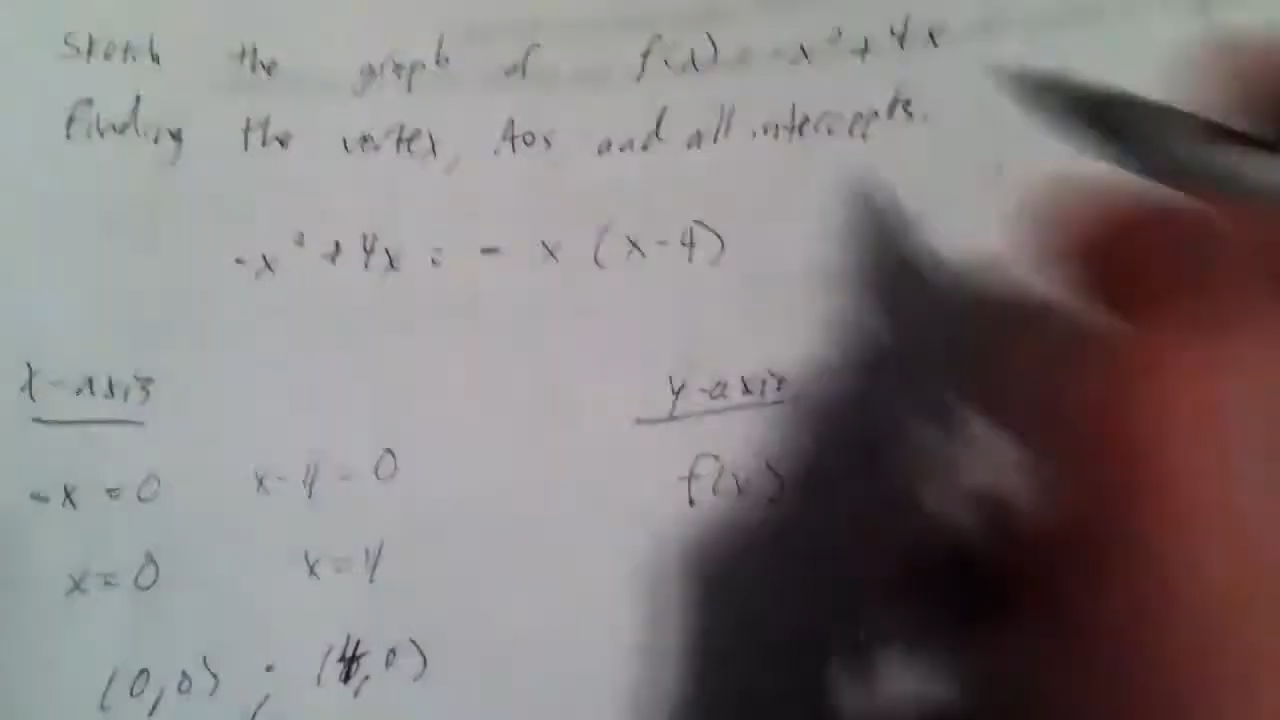 Sketch the graph of f(x) = -x² + 4x
Finding the vertex, AOS and all intercepts.
-x² + 4x = - x (x-4)
x-axis
y-axis
-x = 0 x-4 = 0
f(x)
x = 0 x = 4
(0,0) ; (4,0)